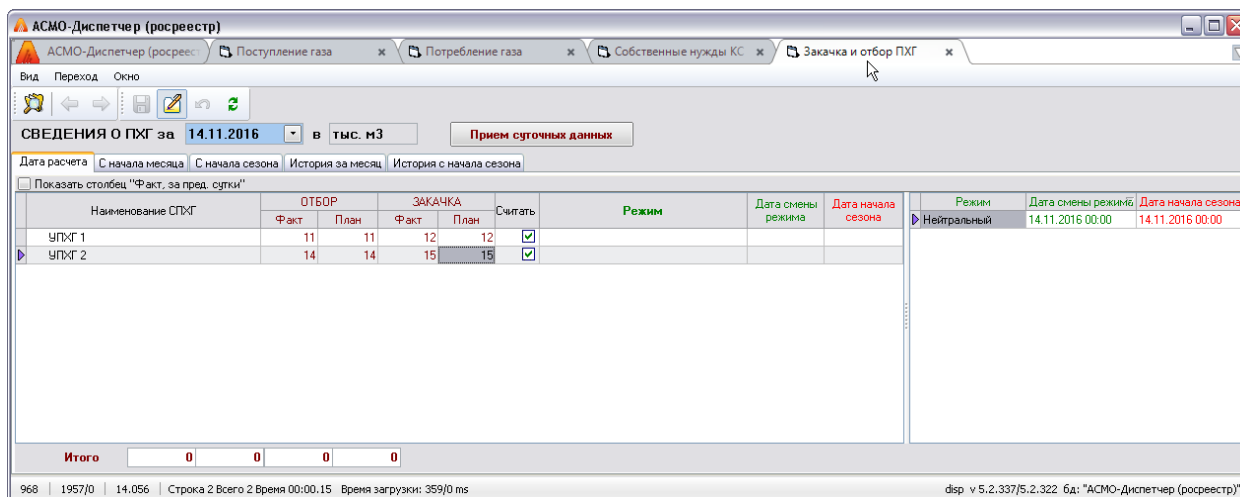 АСМО-Диспетчер (росреестр)
АСМО-Диспетчер (росреест Поступление газа Потребление газа Собственные нужды КС Закачка и отбор ПХГ
Вид Переход Окно
СВЕДЕНИЯ О ПХГ за 14.11.2016 в тыс. м3 Прием суточных данных
Дата расчета С начала месяца С начала сезона История за месяц История с начала сезона
Показать столбец "Факт, за пред. сутки"
Наименование СПХГ ОТБОР ЗАКАЧКА Считать Режим Дата смены режима Дата начала сезона Режим Дата смены режима Дата начала сезона
Факт План Факт План Нейтральный 14.11.2016 00:00 14.11.2016 00:00
УПХГ 1 11 11 12 12
УПХГ 2 14 14 15 15
Итого 0 0 0 0
968 1957/0 14.056 Строка 2 Всего 2 Время 00:00.15 Время загрузки: 359/0 ms disp v 5.2.337/5.2.322 бд: "АСМО-Диспетчер (росреестр)"